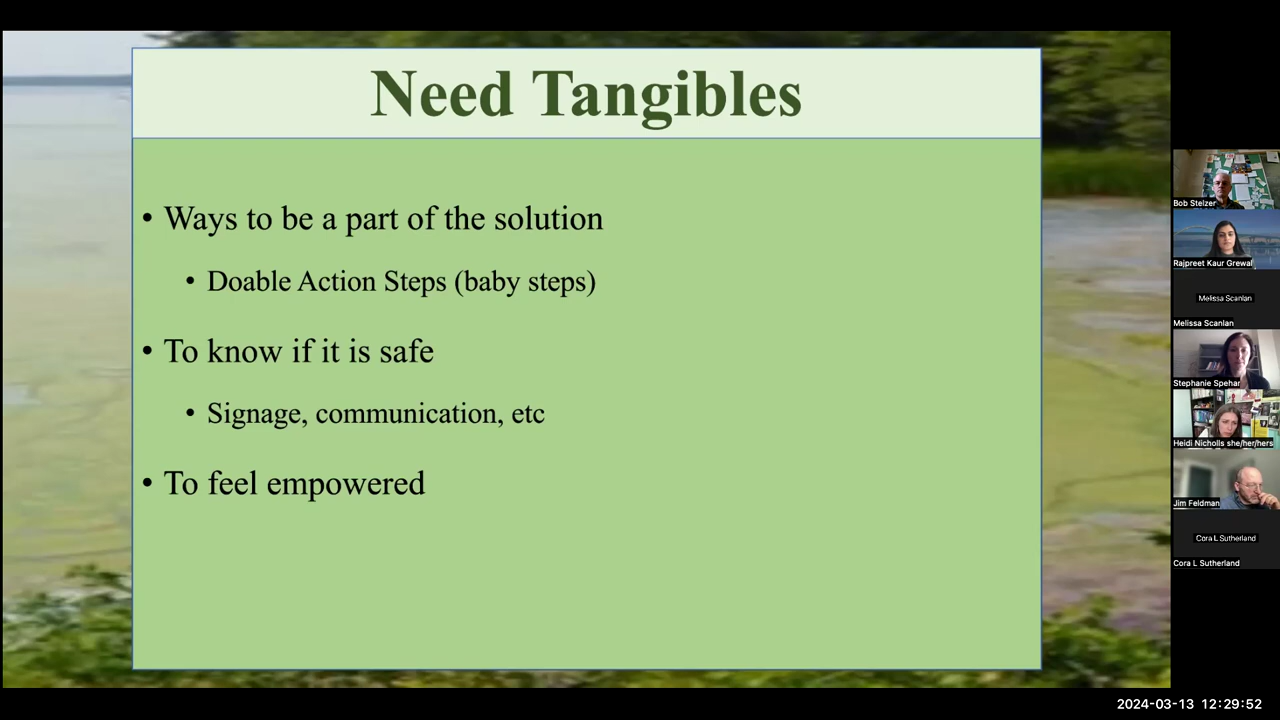 Need Tangibles
• Ways to be a part of the solution
• Doable Action Steps (baby steps)
• To know if it is safe
• Signage, communication, etc
• To feel empowered
Bob Stelzer
Rajpreet Kaur Grewal
Melissa Scanlan
Melissa Scanlan
Stephanie Spehar
Heidi Nicholls she/her/hers
Jim Feldman
Cora L Sutherland
Cora L Sutherland
2024-03-13 12:29:52